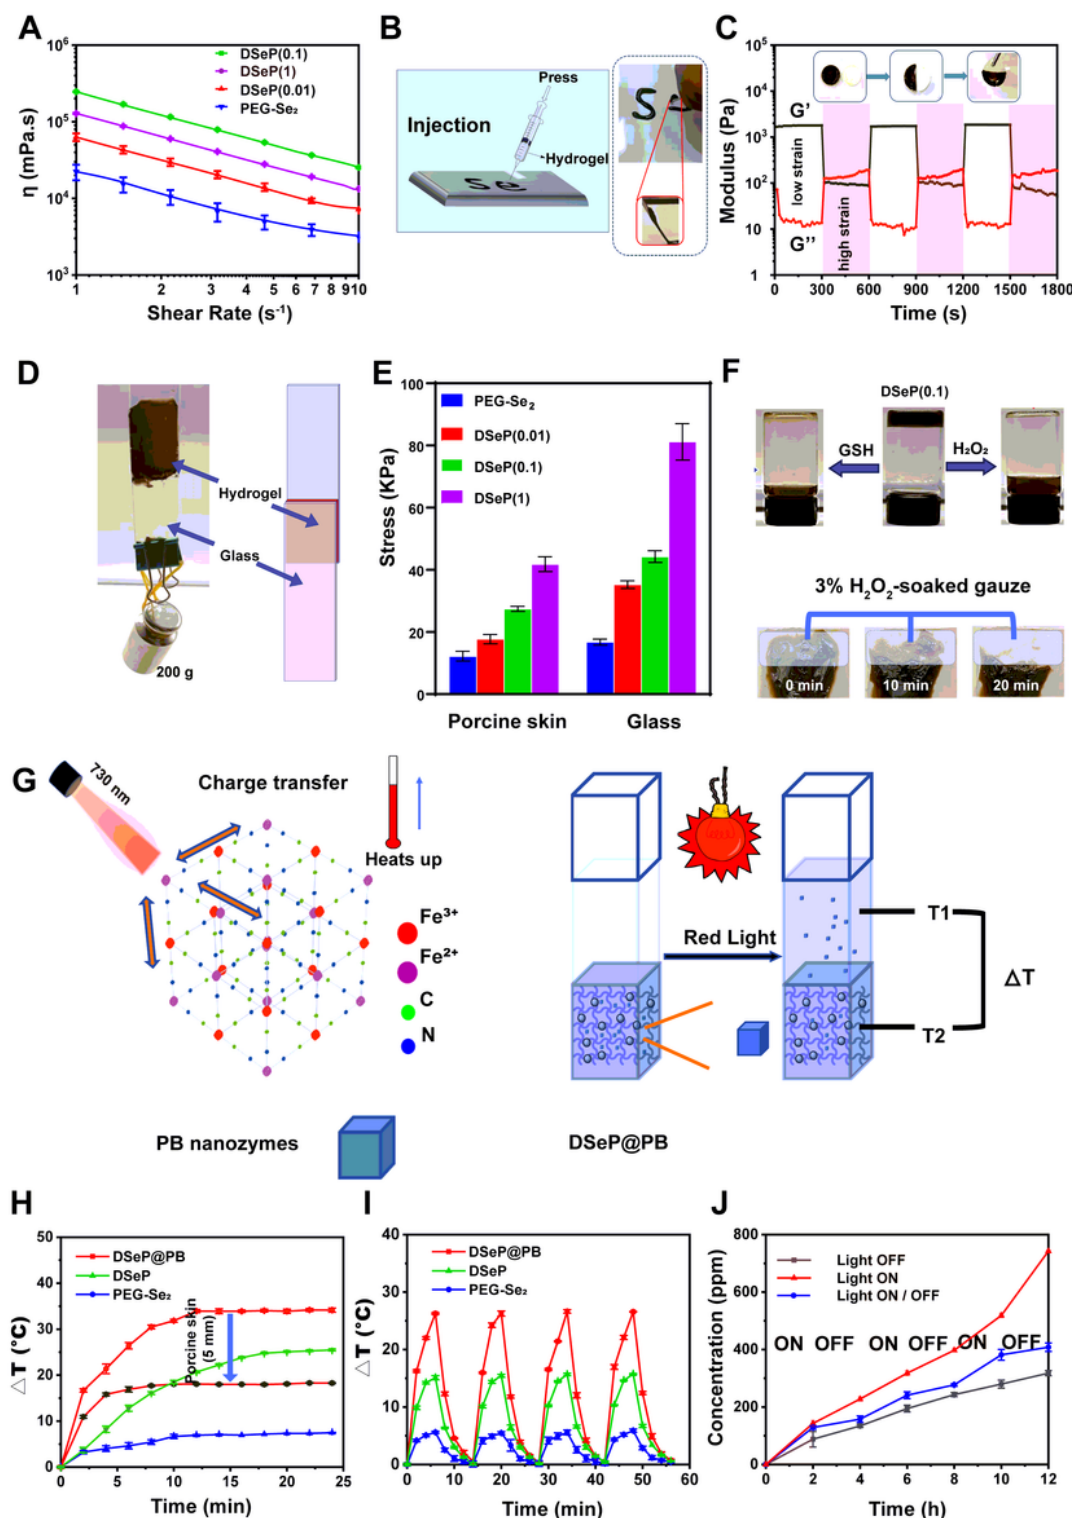 A
10⁶
10⁵
10⁴
10³
η (mPa.s)
DSeP(0.1)
DSeP(1)
DSeP(0.01)
PEG-Se₂
1 2 3 4 5 6 7 8 910
Shear Rate (s⁻¹)
B
Press
Injection
Hydrogel
Se
S
C
10⁵
10⁴
10³
10²
10
1
Modulus (Pa)
G'
low strain
high strain
G''
0 300 600 900 1200 1500 1800
Time (s)
D
Hydrogel
Glass
200 g
E
100
80
60
40
20
0
Stress (KPa)
PEG-Se₂
DSeP(0.01)
DSeP(0.1)
DSeP(1)
Porcine skin Glass
F
DSeP(0.1)
GSH
H₂O₂
3% H₂O₂-soaked gauze
0 min 10 min 20 min
G
730 nm
Charge transfer
Heats up
Fe³⁺
Fe²⁺
C
N
Red Light
T1
△T
T2
PB nanozymes
DSeP@PB
H
50
40
30
20
10
0
△T (°C)
DSeP@PB
DSeP
PEG-Se₂
Porcine skin
(5 mm)
0 5 10 15 20 25
Time (min)
I
40
30
20
10
0
△T (°C)
DSeP@PB
DSeP
PEG-Se₂
0 10 20 30 40 50 60
Time (min)
J
800
600
400
200
0
Concentration (ppm)
Light OFF
Light ON
Light ON / OFF
ON OFF ON OFF ON OFF
0 2 4 6 8 10 12
Time (h)